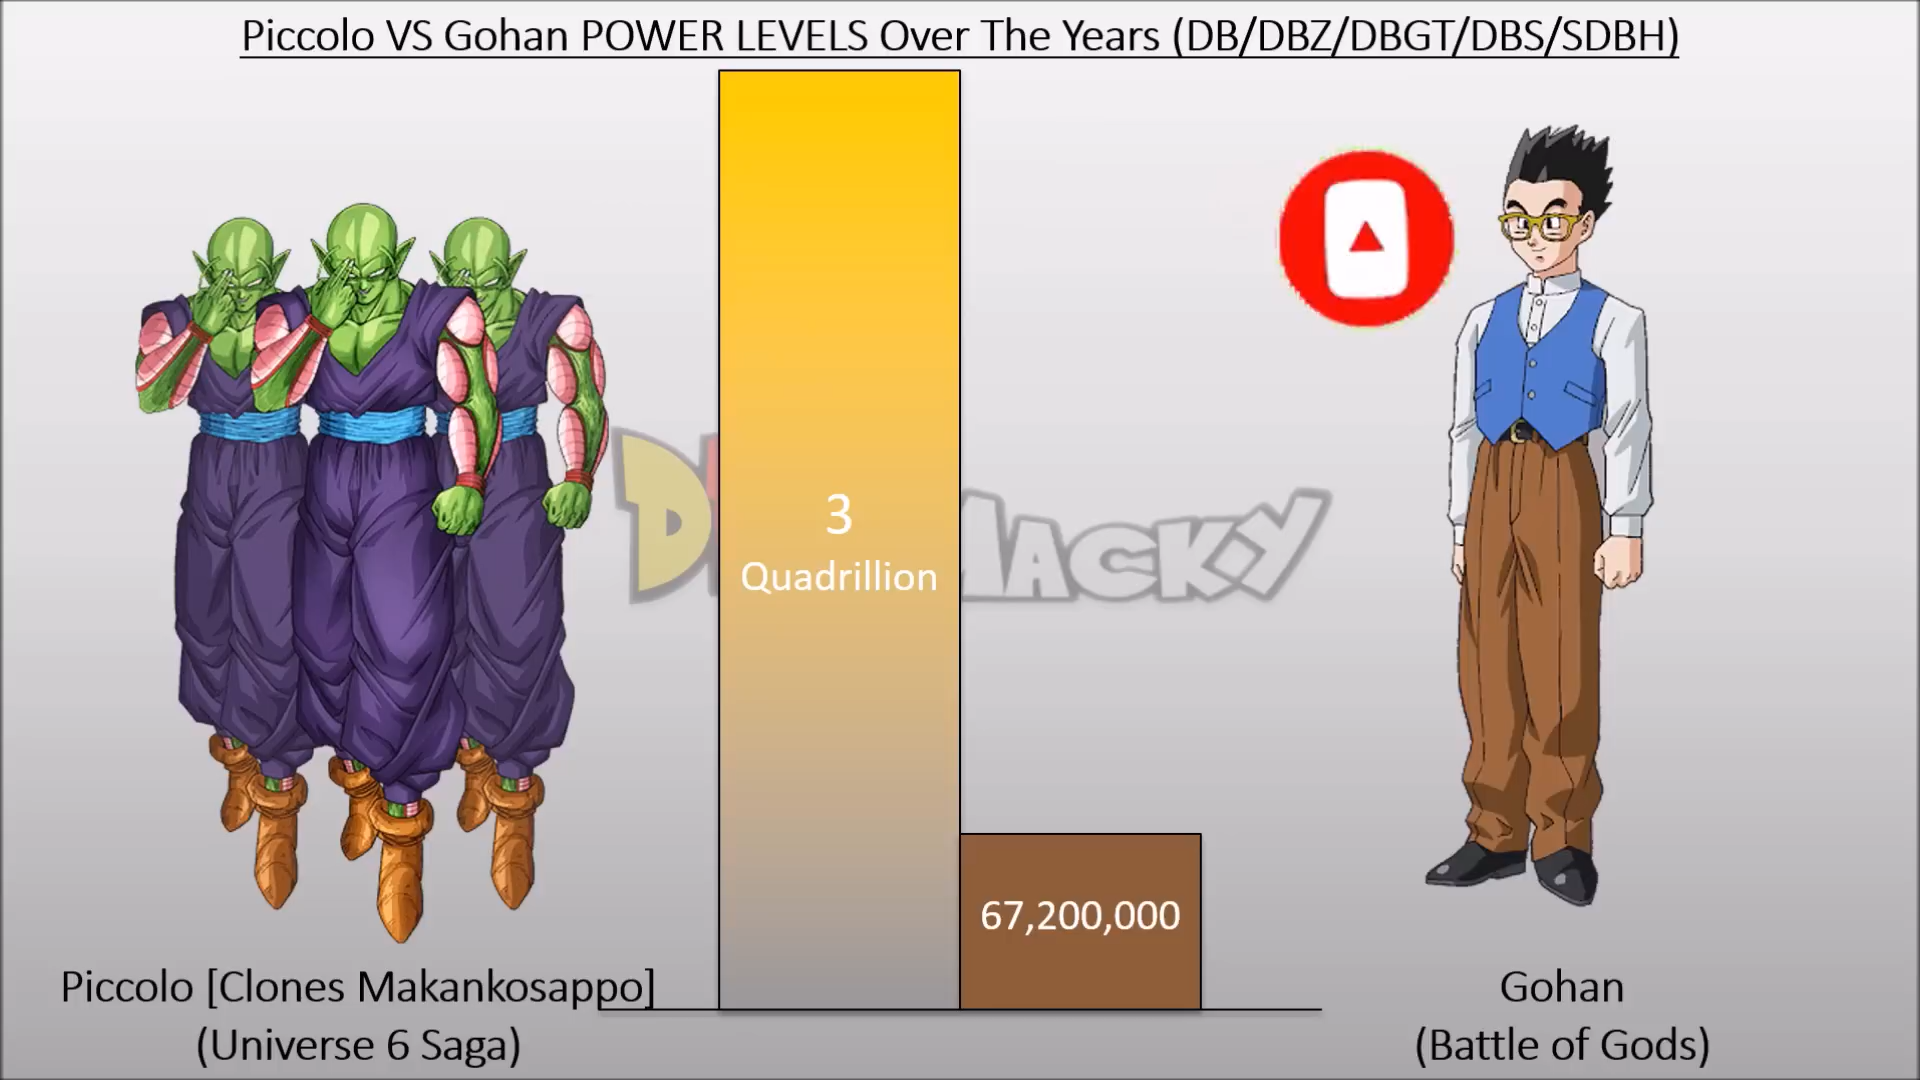 Piccolo VS Gohan POWER LEVELS Over The Years (DB/DBZ/DBGT/DBS/SDBH)
3
Quadrillion
67,200,000
Piccolo [Clones Makankosappo]
(Universe 6 Saga)
Gohan
(Battle of Gods)